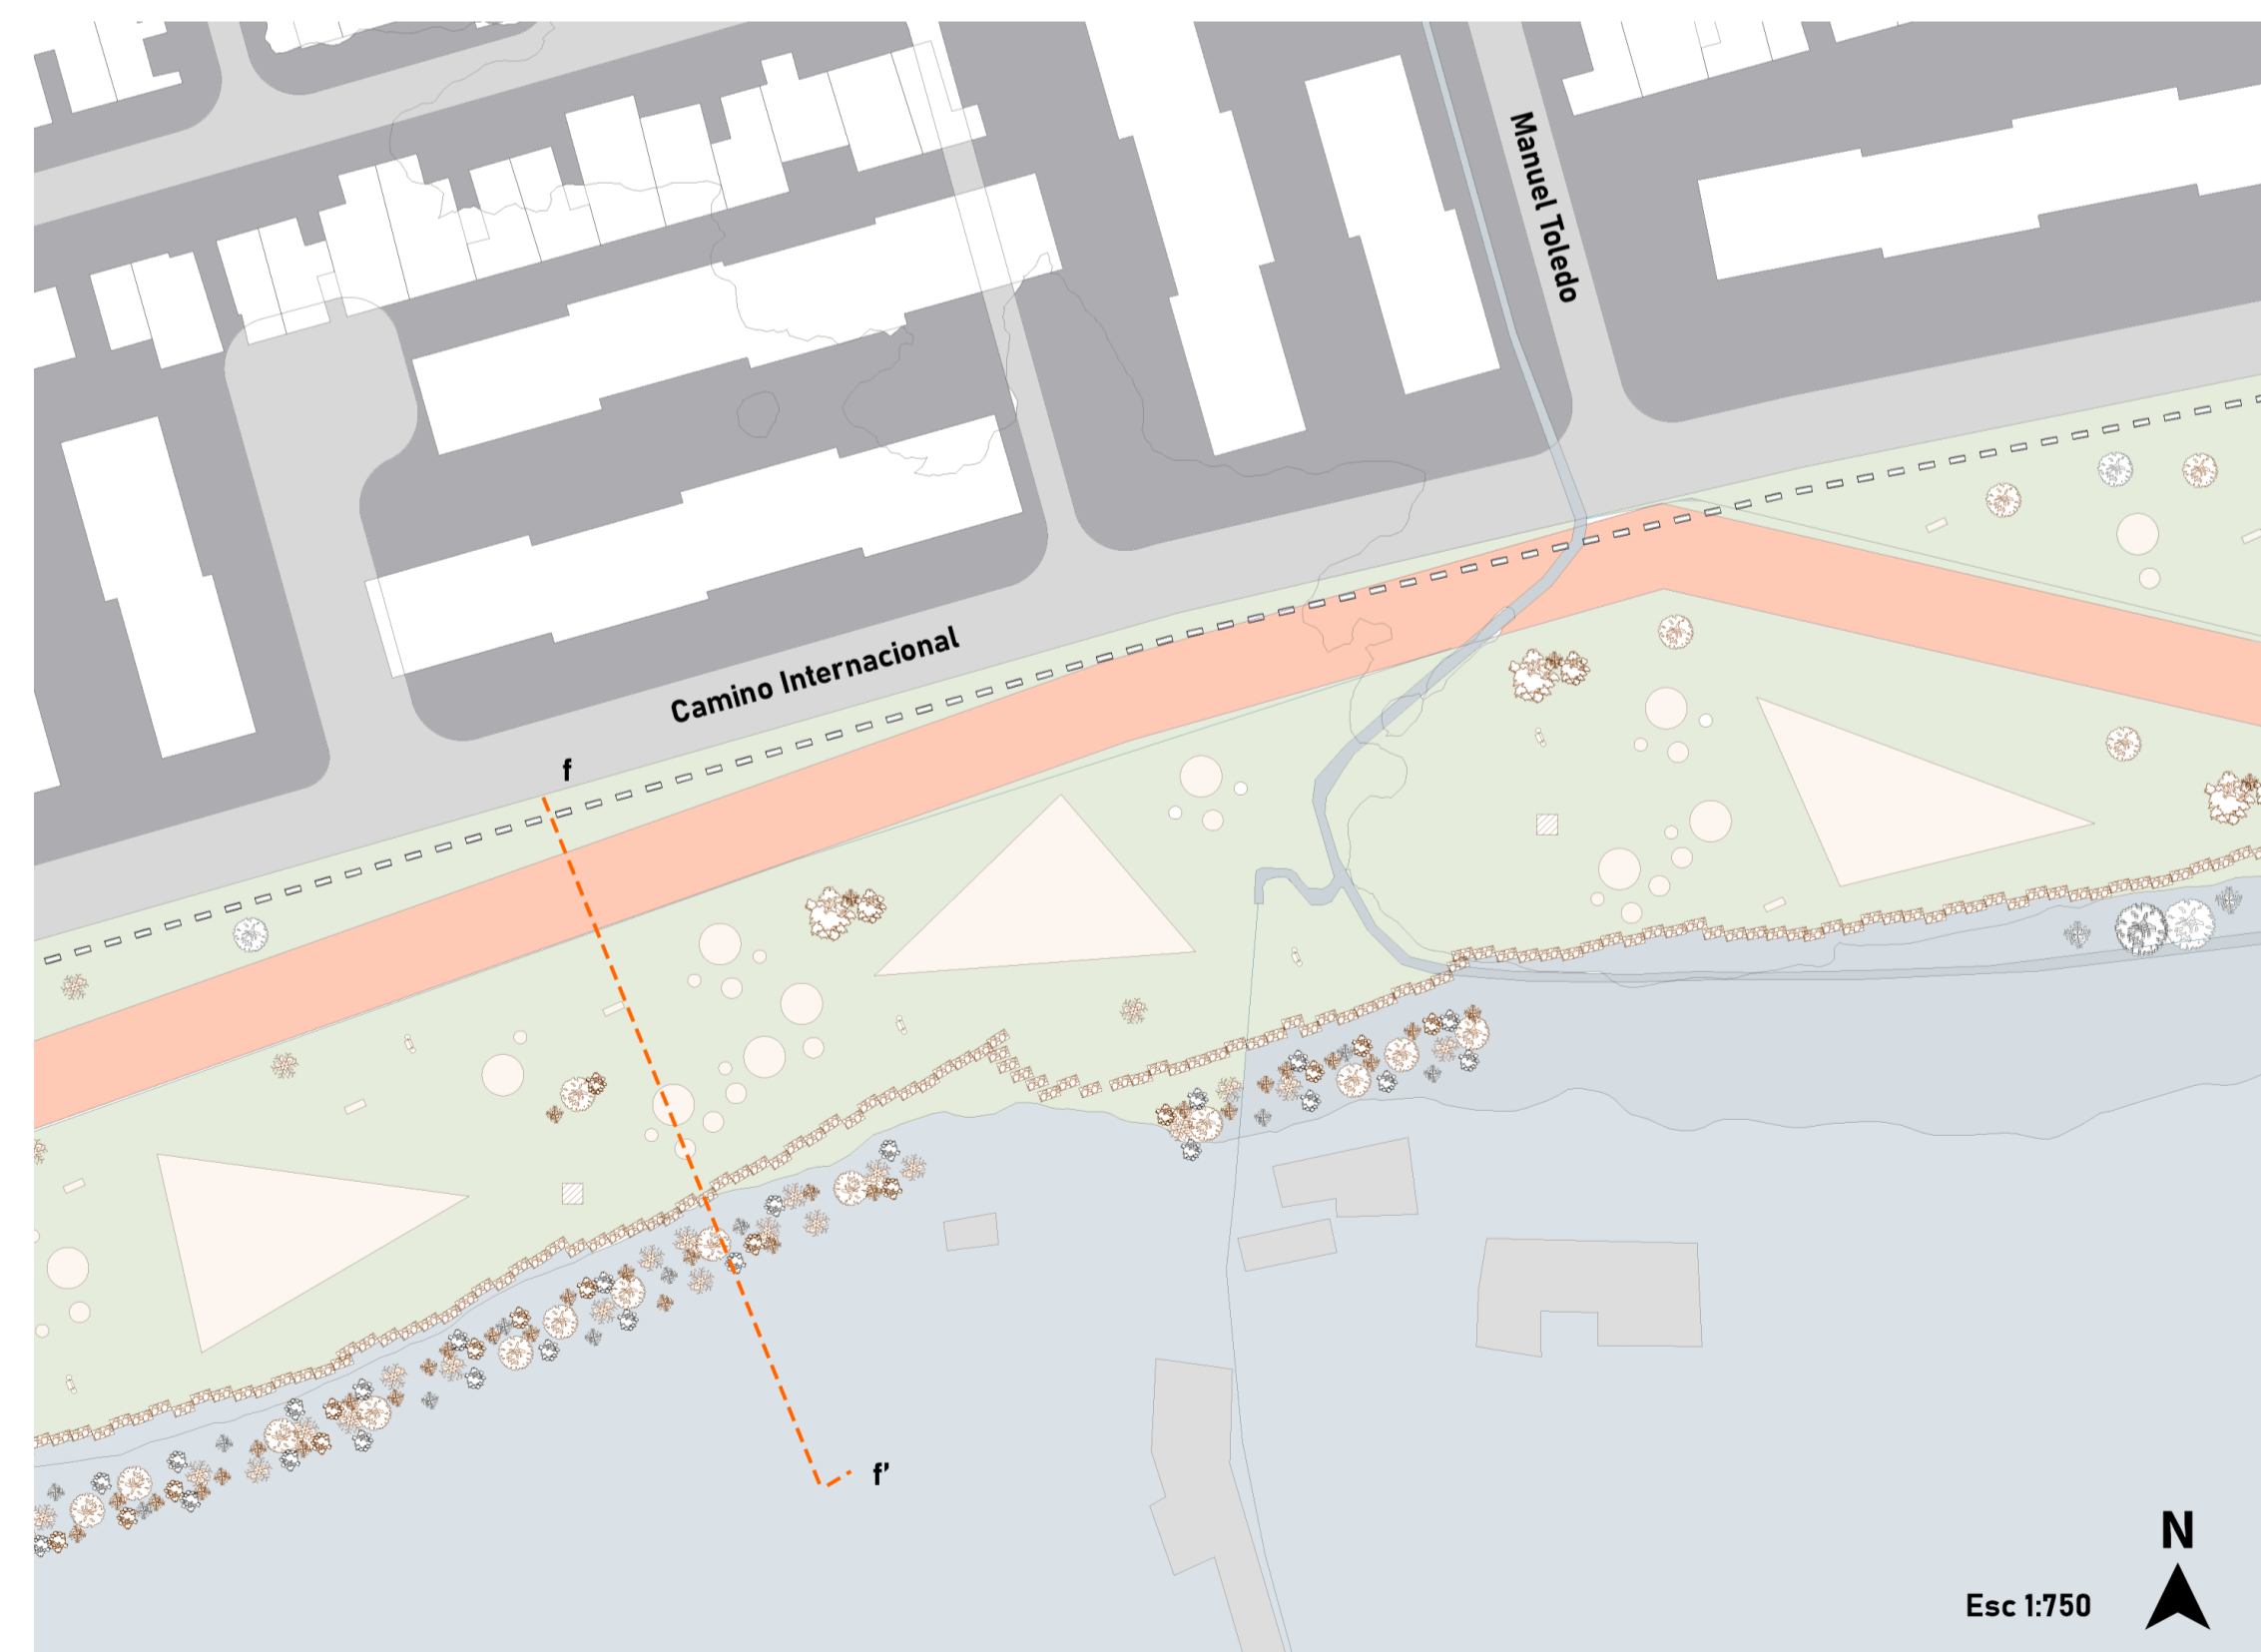 Manuel Toledo
Camino Internacional
f
f’
N
Esc 1:750